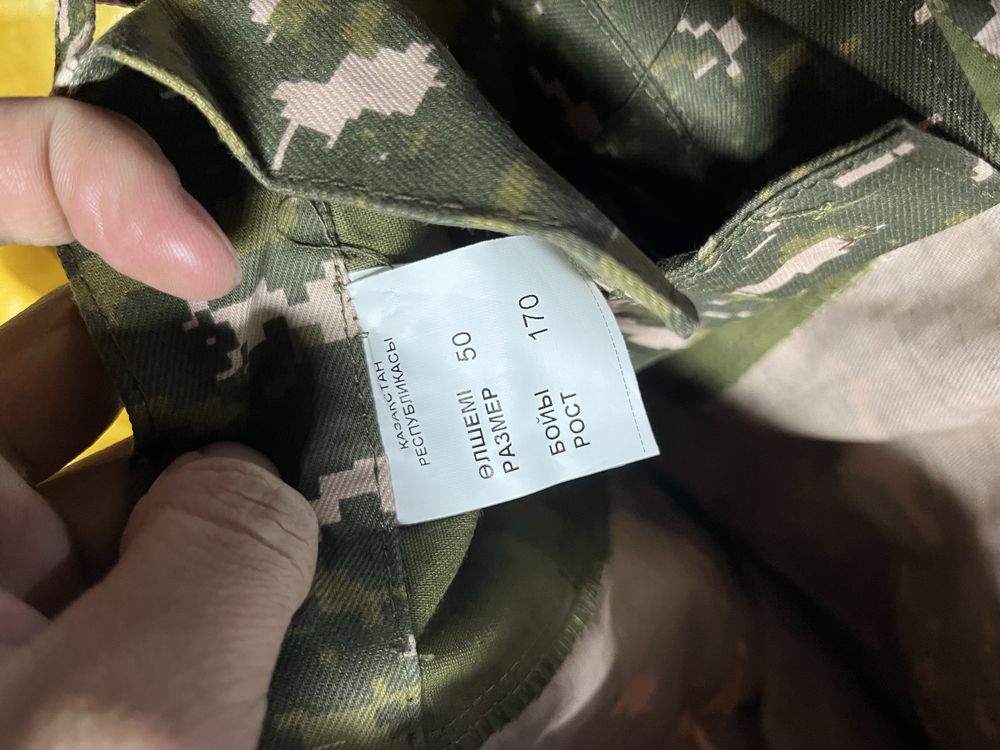 ҚАЗАҚСТАН
РЕСПУБЛИКАСЫ
ӨЛШЕМІ 50
РАЗМЕР
БОЙЫ 170
РОСТ